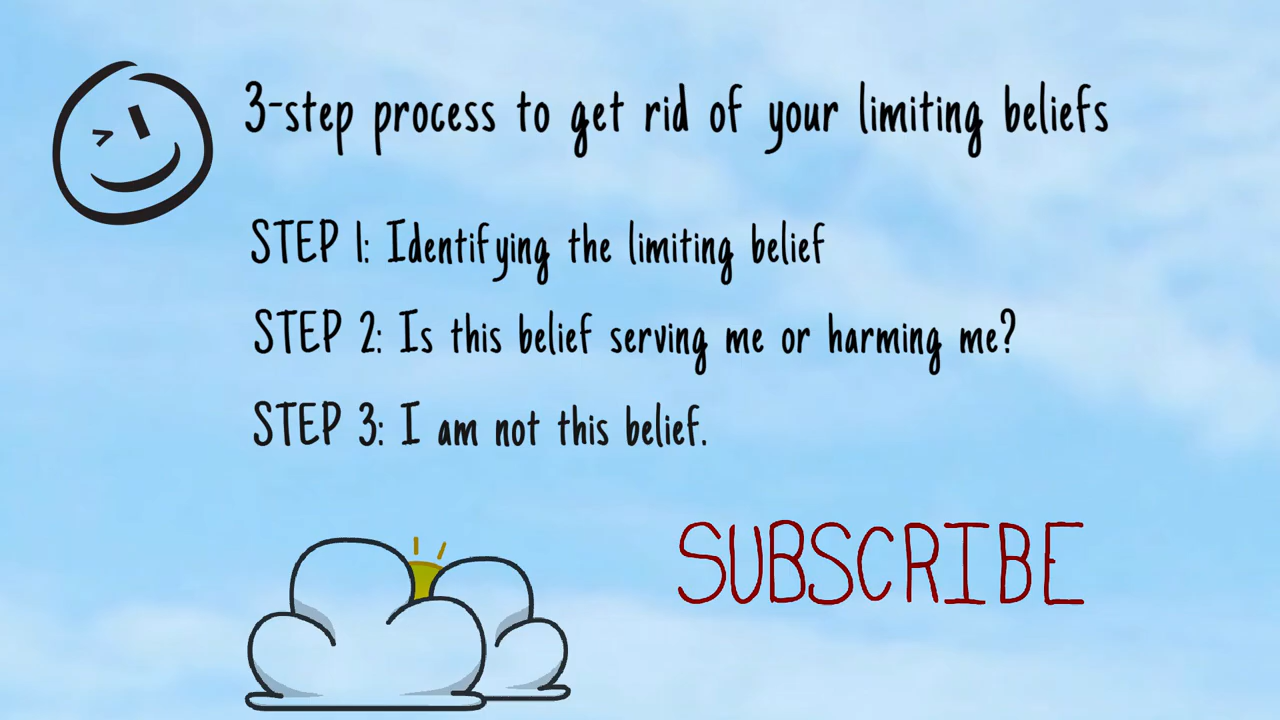 3-step process to get rid of your limiting beliefs
STEP 1: Identifying the limiting belief
STEP 2: Is this belief serving me or harming me?
STEP 3: I am not this belief.
SUBSCRIBE